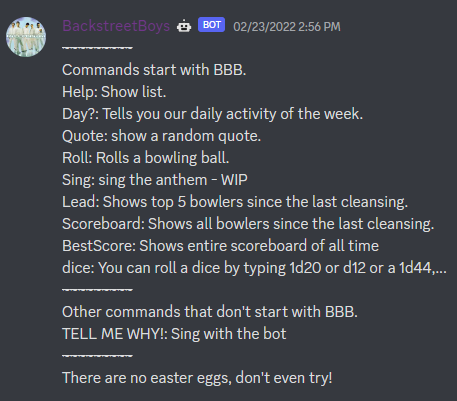 BackstreetBoys BOT 02/23/2022 2:56 PM
~~~~~~~~~
Commands start with BBB.
Help: Show list.
Day?: Tells you our daily activity of the week.
Quote: show a random quote.
Roll: Rolls a bowling ball.
Sing: sing the anthem - WIP
Lead: Shows top 5 bowlers since the last cleansing.
Scoreboard: Shows all bowlers since the last cleansing.
BestScore: Shows entire scoreboard of all time
dice: You can roll a dice by typing 1d20 or d12 or a 1d44,...
~~~~~~~~~
Other commands that don't start with BBB.
TELL ME WHY!: Sing with the bot
~~~~~~~~~
There are no easter eggs, don't even try!